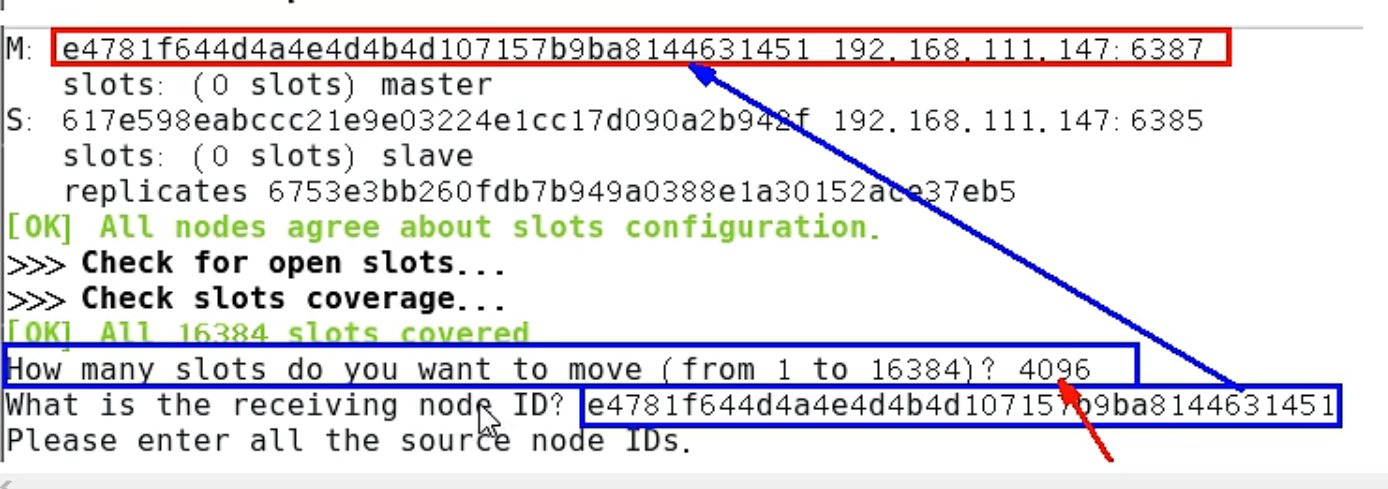 M: e4781f644d4a4e4d4b4d107157b9ba8144631451 192.168.111.147:6387
slots: (0 slots) master
S: 617e598eabccc21e9e03224e1cc17d090a2b942f 192.168.111.147:6385
slots: (0 slots) slave
replicates 6753e3bb260fdb7b949a0388e1a30152ace37eb5
[OK] All nodes agree about slots configuration.
>>> Check for open slots...
>>> Check slots coverage...
[OK] All 16384 slots covered
How many slots do you want to move (from 1 to 16384)? 4096
What is the receiving node ID? e4781f644d4a4e4d4b4d107157b9ba8144631451
Please enter all the source node IDs.